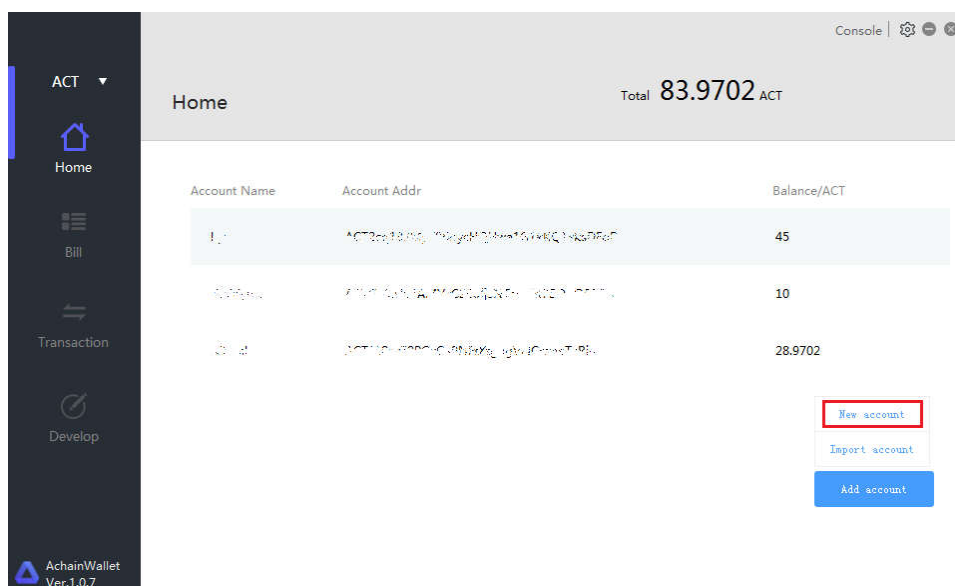 Console
ACT
Home
Total 83.9702 ACT
Home
Account Name Account Addr Balance/ACT
45
Bill
10
Transaction
28.9702
New account
Develop
Import account
Add account
AchainWallet
Ver.1.0.7